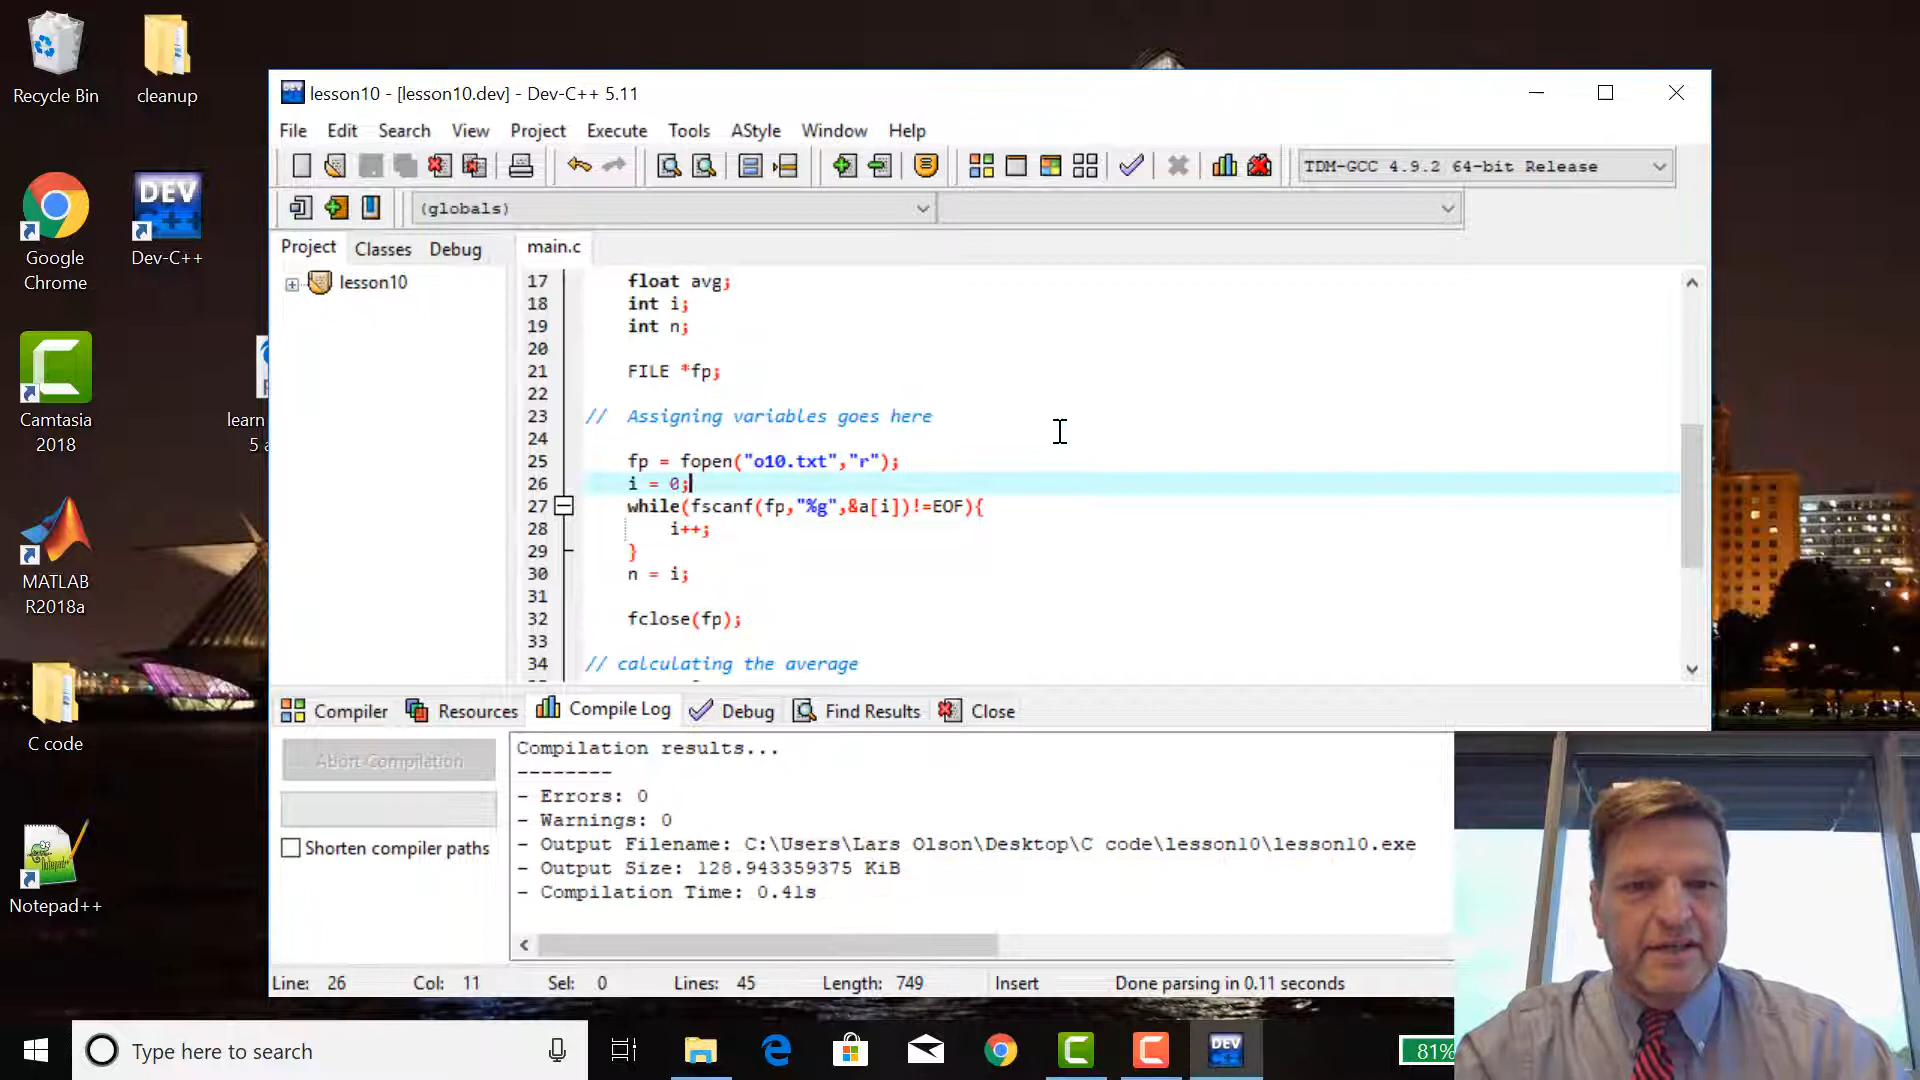 Recycle Bin
cleanup
Google
Chrome
DEV
C++
Dev-C++
Camtasia
2018
learn
5 a
MATLAB
R2018a
C code
Notepad++
lesson10 - [lesson10.dev] - Dev-C++ 5.11
File Edit Search View Project Execute Tools AStyle Window Help
TDM-GCC 4.9.2 64-bit Release
(globals)
Project Classes Debug
main.c
lesson10
17 float avg;
18 int i;
19 int n;
20
21 FILE *fp;
22
23 // Assigning variables goes here
24
25 fp = fopen("o10.txt","r");
26 i = 0;
27 while(fscanf(fp,"%g",&a[i])!=EOF){
28 i++;
29 }
30 n = i;
31
32 fclose(fp);
33
34 // calculating the average
Compiler Resources Compile Log Debug Find Results Close
Abort Compilation
Shorten compiler paths
Compilation results...
--------
- Errors: 0
- Warnings: 0
- Output Filename: C:\Users\Lars Olson\Desktop\C code\lesson10\lesson10.exe
- Output Size: 128.943359375 KiB
- Compilation Time: 0.41s
Line: 26 Col: 11 Sel: 0 Lines: 45 Length: 749 Insert Done parsing in 0.11 seconds
Type here to search
DEV
81%